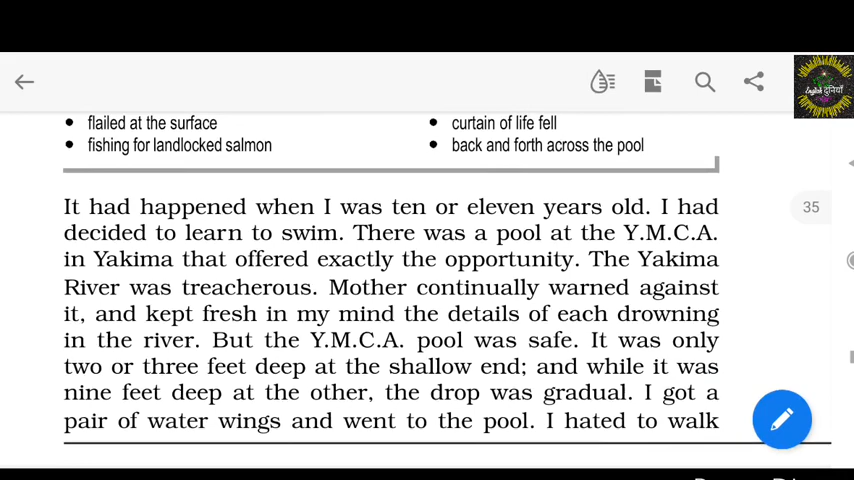 English दुनियाँ
• flailed at the surface
• curtain of life fell
• fishing for landlocked salmon
• back and forth across the pool
35
It had happened when I was ten or eleven years old. I had
decided to learn to swim. There was a pool at the Y.M.C.A.
in Yakima that offered exactly the opportunity. The Yakima
River was treacherous. Mother continually warned against
it, and kept fresh in my mind the details of each drowning
in the river. But the Y.M.C.A. pool was safe. It was only
two or three feet deep at the shallow end; and while it was
nine feet deep at the other, the drop was gradual. I got a
pair of water wings and went to the pool. I hated to walk